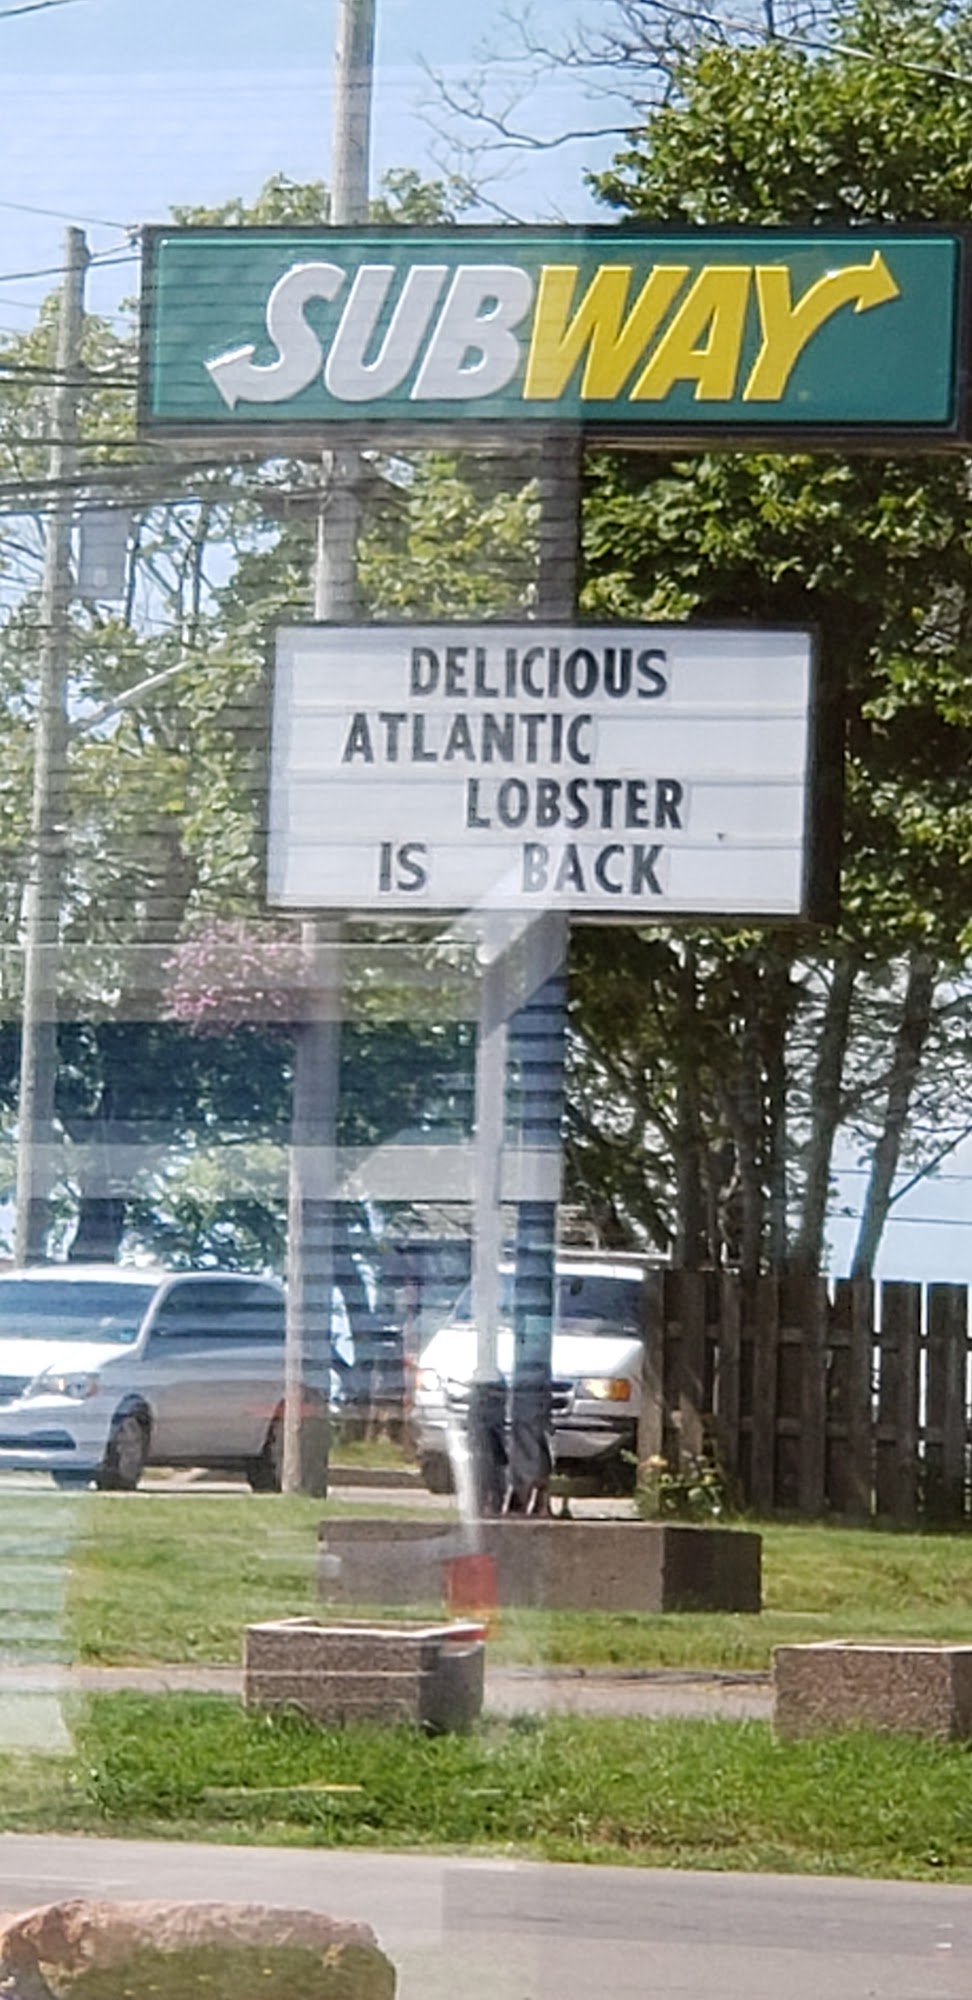 SUBWAY
DELICIOUS
ATLANTIC
LOBSTER
IS BACK